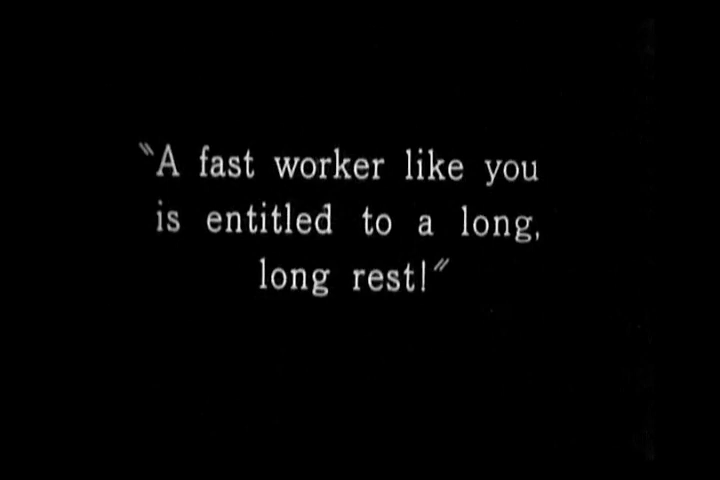 "A fast worker like you
is entitled to a long,
long rest!"